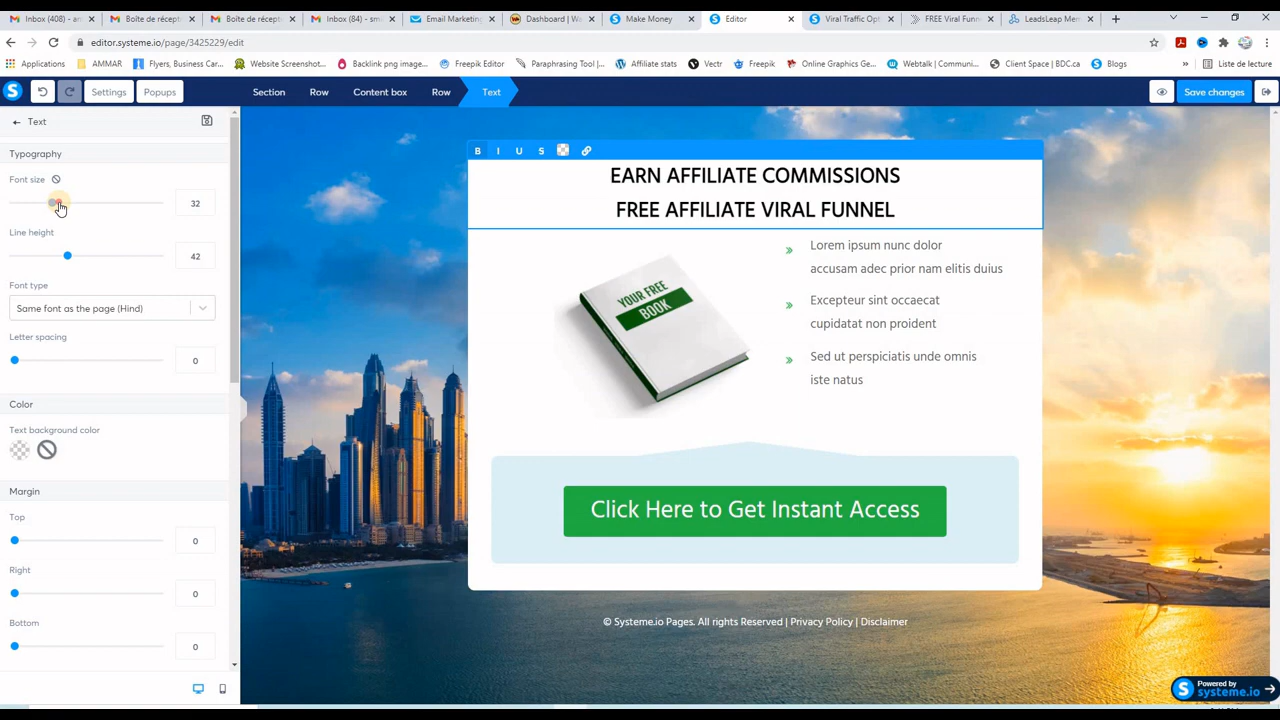 Inbox (408) - an
Boîte de récept
Boîte de récept
Inbox (84) - sm
Email Marketing
Dashboard | Wa
Make Money
Editor
Viral Traffic Opt
FREE Viral Funn
LeadsLeap Mem
editor.systeme.io/page/3425229/edit
Applications
AMMAR
Flyers, Business Car...
Website Screenshot...
Backlink png image...
Freepik Editor
Paraphrasing Tool |...
Affiliate stats
Vectr
Freepik
Online Graphics Ge...
Webtalk | Communi...
Client Space | BDC.ca
Blogs
»
Liste de lecture
Settings
Popups
Section
Row
Content box
Row
Text
Save changes
Text
Typography
Font size
32
Line height
42
Font type
Same font as the page (Hind)
Letter spacing
0
Color
Text background color
Margin
Top
0
Right
0
Bottom
0
B I U S
EARN AFFILIATE COMMISSIONS
FREE AFFILIATE VIRAL FUNNEL
YOUR FREE
BOOK
Lorem ipsum nunc dolor
accusam adec prior nam elitis duius
Excepteur sint occaecat
cupidatat non proident
Sed ut perspiciatis unde omnis
iste natus
Click Here to Get Instant Access
© Systeme.io Pages. All rights Reserved | Privacy Policy | Disclaimer
Powered by
systeme.io